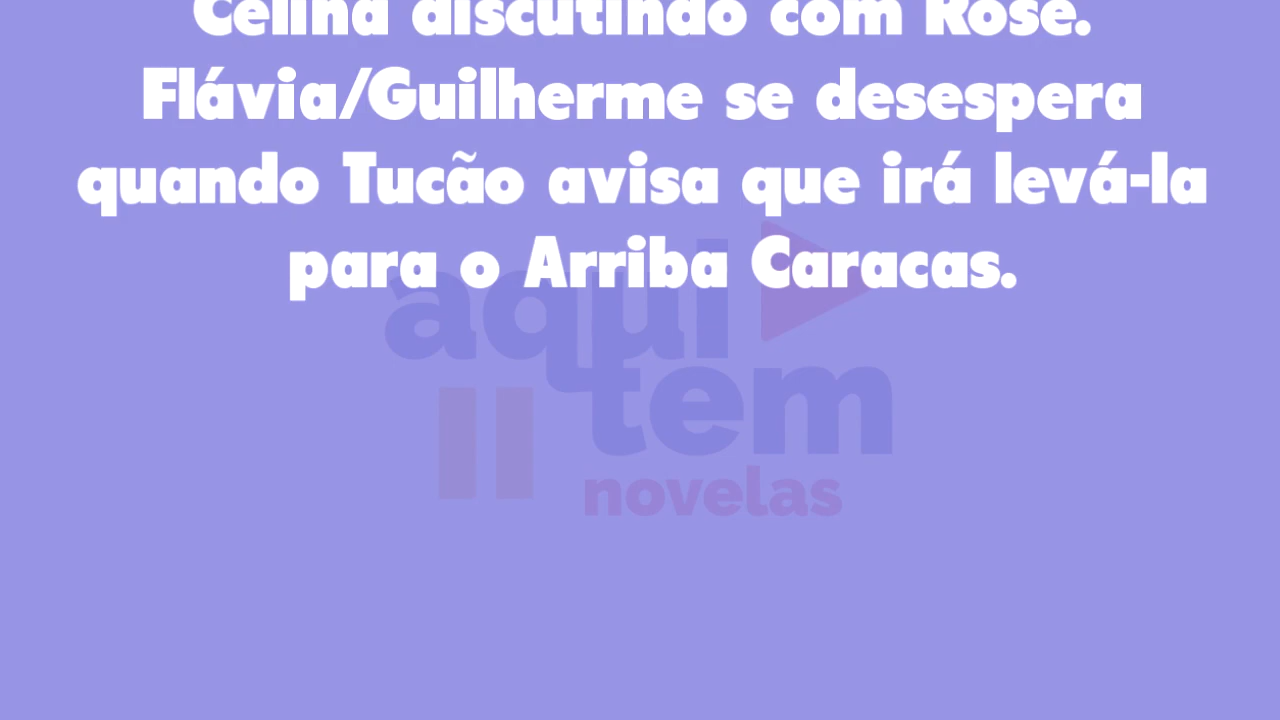 Celina discutindo com Rose.
Flávia/Guilherme se desespera
quando Tucão avisa que irá levá-la
para o Arriba Caracas.
aqui
tem
novelas